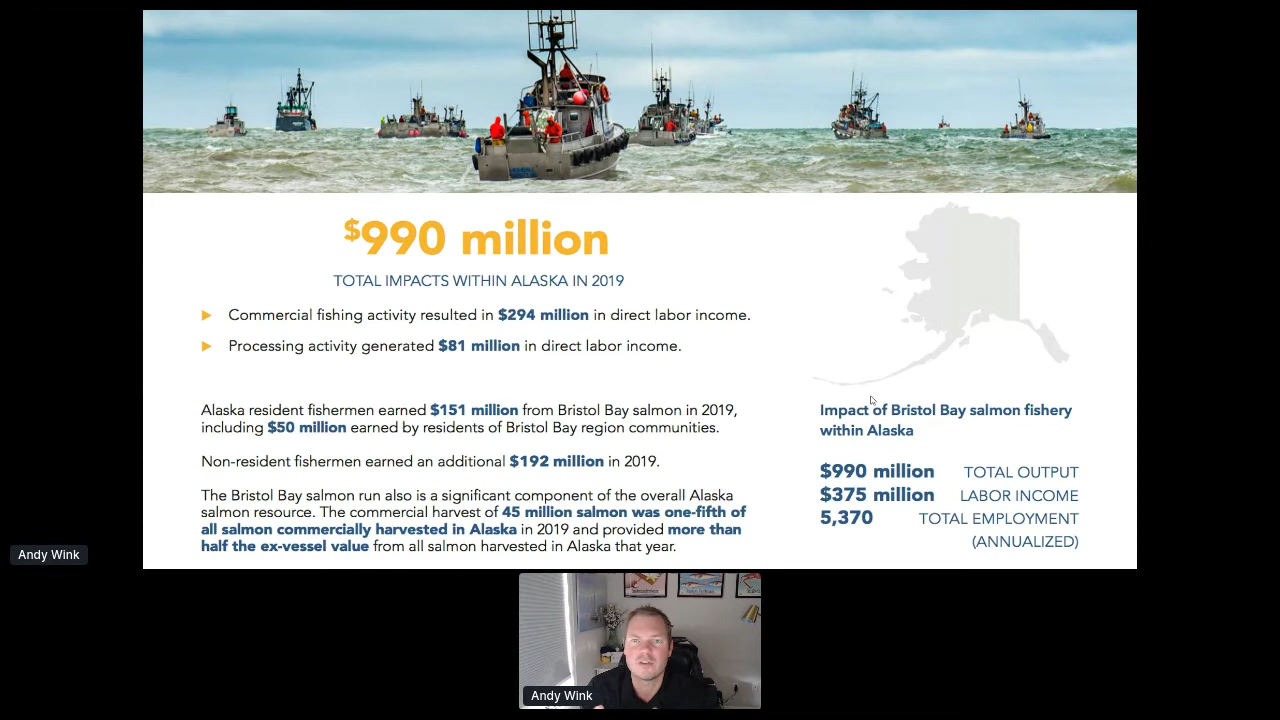 $990 million
TOTAL IMPACTS WITHIN ALASKA IN 2019
Commercial fishing activity resulted in $294 million in direct labor income.
Processing activity generated $81 million in direct labor income.
Alaska resident fishermen earned $151 million from Bristol Bay salmon in 2019,
including $50 million earned by residents of Bristol Bay region communities.
Non-resident fishermen earned an additional $192 million in 2019.
The Bristol Bay salmon run also is a significant component of the overall Alaska
salmon resource. The commercial harvest of 45 million salmon was one-fifth of
all salmon commercially harvested in Alaska in 2019 and provided more than
half the ex-vessel value from all salmon harvested in Alaska that year.
Impact of Bristol Bay salmon fishery
within Alaska
$990 million TOTAL OUTPUT
$375 million LABOR INCOME
5,370 TOTAL EMPLOYMENT
(ANNUALIZED)
Andy Wink
Andy Wink